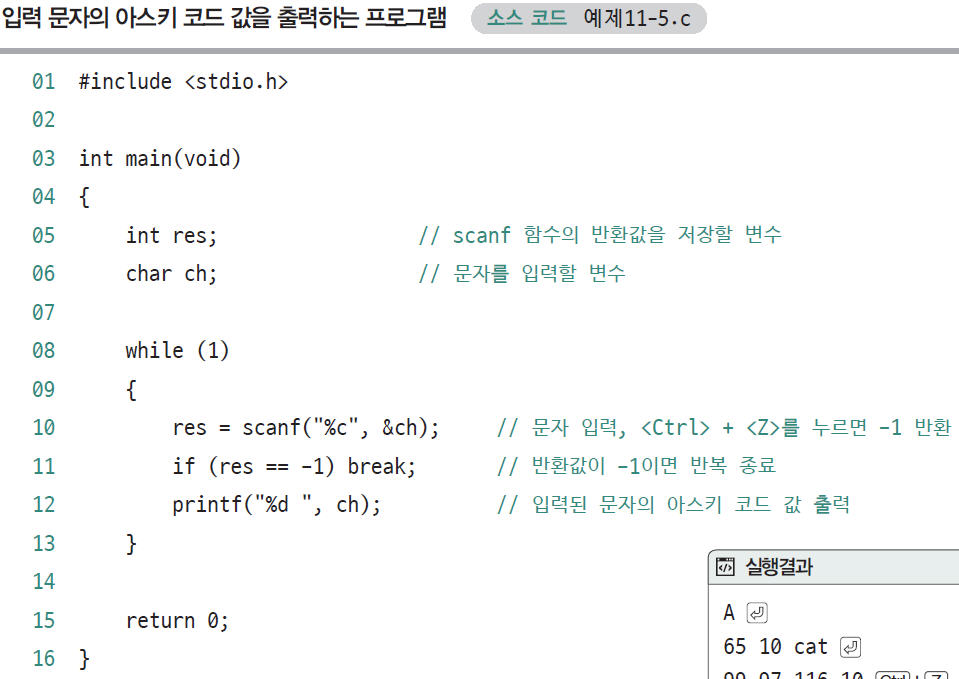 입력 문자의 아스키 코드 값을 출력하는 프로그램 소스 코드 예제11-5.c
01 #include <stdio.h>
02
03 int main(void)
04 {
05 int res; // scanf 함수의 반환값을 저장할 변수
06 char ch; // 문자를 입력할 변수
07
08 while (1)
09 {
10 res = scanf("%c", &ch); // 문자 입력, <Ctrl> + <Z>를 누르면 -1 반환
11 if (res == -1) break; // 반환값이 -1이면 반복 종료
12 printf("%d ", ch); // 입력된 문자의 아스키 코드 값 출력
13 }
14
15 return 0;
16 }
실행결과
A
65 10 cat
99 97 116 10 Ctrl + Z